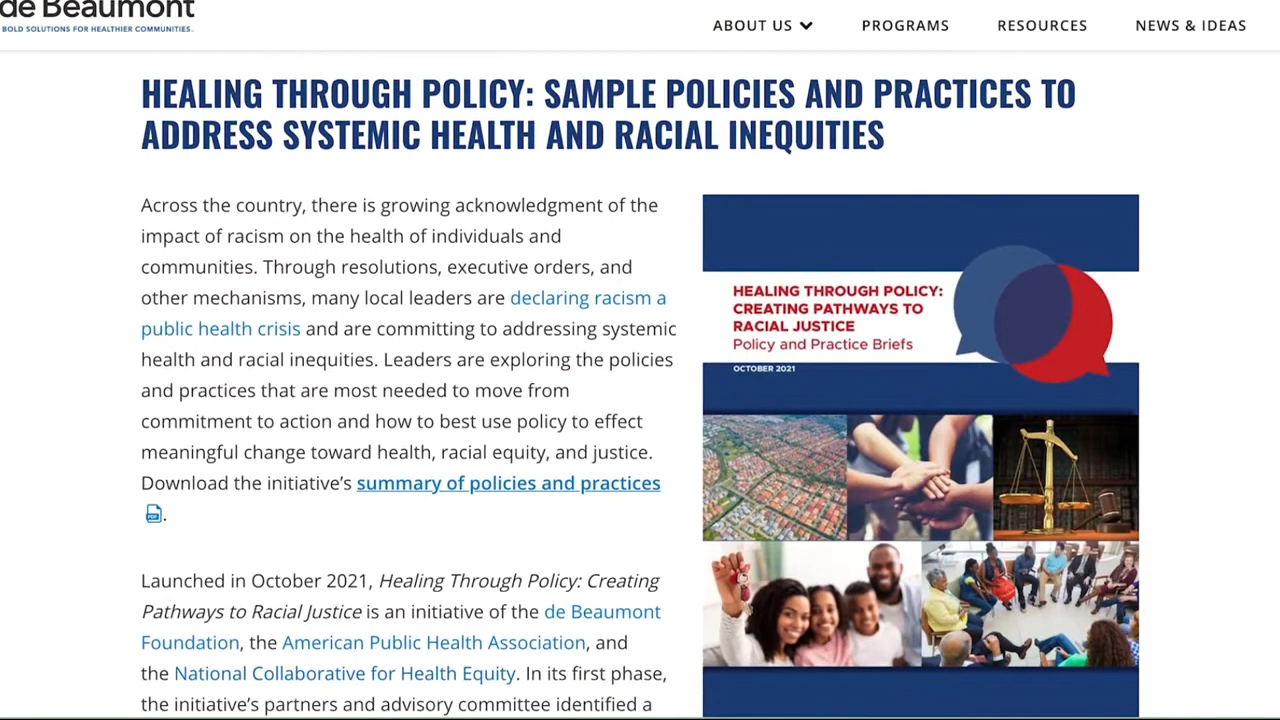 de Beaumont
BOLD SOLUTIONS FOR HEALTHIER COMMUNITIES.
ABOUT US PROGRAMS RESOURCES NEWS & IDEAS
HEALING THROUGH POLICY: SAMPLE POLICIES AND PRACTICES TO
ADDRESS SYSTEMIC HEALTH AND RACIAL INEQUITIES
Across the country, there is growing acknowledgment of the
impact of racism on the health of individuals and
communities. Through resolutions, executive orders, and
other mechanisms, many local leaders are declaring racism a
public health crisis and are committing to addressing systemic
health and racial inequities. Leaders are exploring the policies
and practices that are most needed to move from
commitment to action and how to best use policy to effect
meaningful change toward health, racial equity, and justice.
Download the initiative's summary of policies and practices
.
Launched in October 2021, Healing Through Policy: Creating
Pathways to Racial Justice is an initiative of the de Beaumont
Foundation, the American Public Health Association, and
the National Collaborative for Health Equity. In its first phase,
the initiative's partners and advisory committee identified a
HEALING THROUGH POLICY:
CREATING PATHWAYS TO
RACIAL JUSTICE
Policy and Practice Briefs
OCTOBER 2021